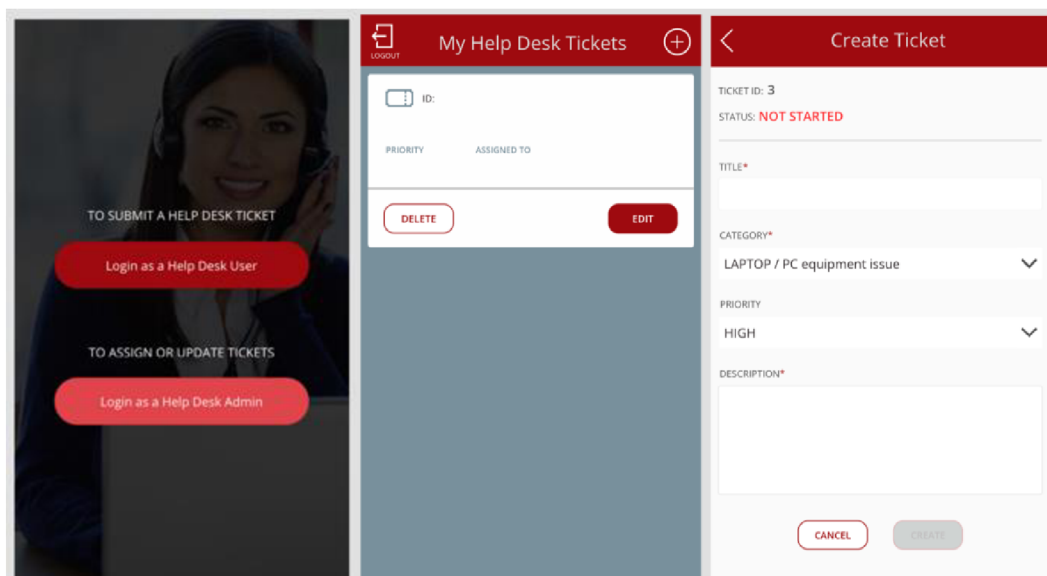 TO SUBMIT A HELP DESK TICKET
Login as a Help Desk User
TO ASSIGN OR UPDATE TICKETS
Login as a Help Desk Admin
LOGOUT
My Help Desk Tickets
ID:
PRIORITY ASSIGNED TO
DELETE EDIT
Create Ticket
TICKET ID: 3
STATUS: NOT STARTED
TITLE*
CATEGORY*
LAPTOP / PC equipment issue
PRIORITY
HIGH
DESCRIPTION*
CANCEL CREATE